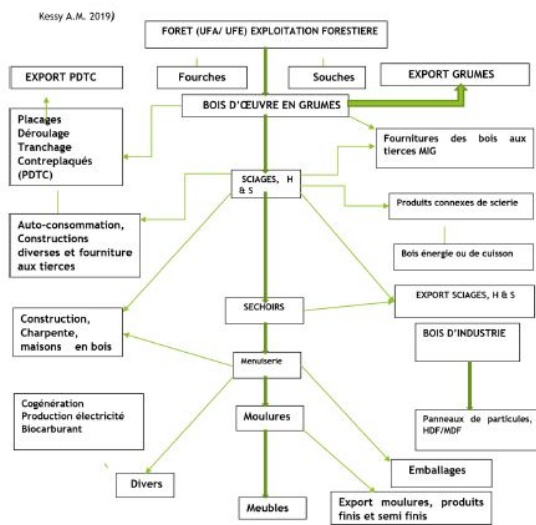 Kessy A.M. 2019)
FORET (UFA/ UFE) EXPLOITATION FORESTIERE
EXPORT PDTC
Fourches
Souches
EXPORT GRUMES
BOIS D'ŒUVRE EN GRUMES
Placages
Déroulage
Tranchage
Contreplaqués
(PDTC)
Fournitures des bois aux
tierces MIG
SCIAGES, H
& S
Produits connexes de scierie
Auto-consommation,
Constructions
diverses et fourniture
aux tierces
Bois énergie ou de cuisson
EXPORT SCIAGES, H & S
SECHOIRS
Construction,
Charpente,
maisons en bois
BOIS D'INDUSTRIE
Menuiserie
Cogénération
Production électricité
Biocarburant
Moulures
Panneaux de particules,
HDF/MDF
Emballages
Divers
Meubles
Export moulures, produits
finis et semi finis